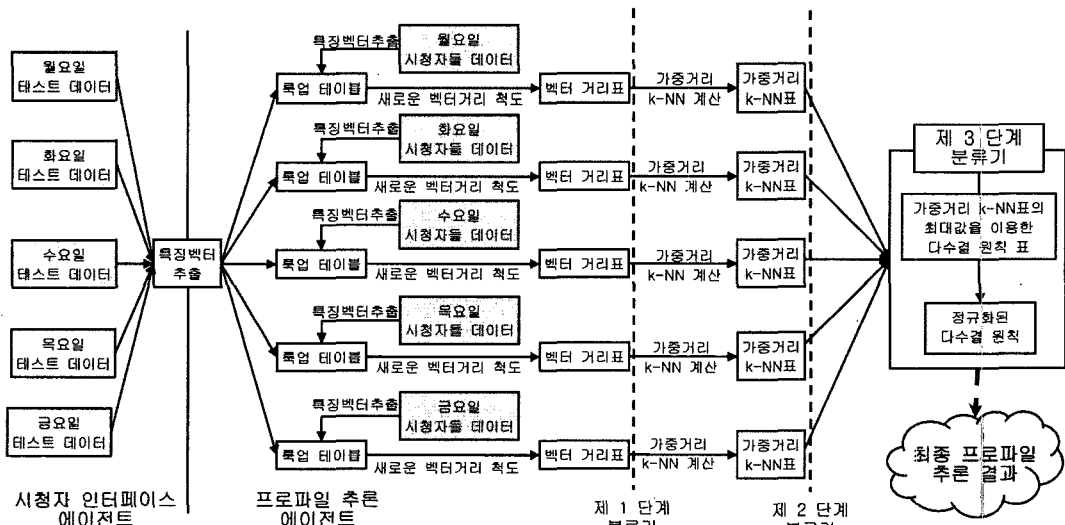 월요일
테스트 데이터
화요일
테스트 데이터
수요일
테스트 데이터
목요일
테스트 데이터
금요일
테스트 데이터
시청자 인터페이스
에이전트
특징벡터
추출
특징벡터추출
월요일
시청자들 데이터
룩업 테이블
새로운 벡터거리 척도
벡터 거리표
가중거리
k-NN 계산
가중거리
k-NN표
특징벡터추출
화요일
시청자들 데이터
룩업 테이블
새로운 벡터거리 척도
벡터 거리표
가중거리
k-NN 계산
가중거리
k-NN표
특징벡터추출
수요일
시청자들 데이터
룩업 테이블
새로운 벡터거리 척도
벡터 거리표
가중거리
k-NN 계산
가중거리
k-NN표
특징벡터추출
목요일
시청자들 데이터
룩업 테이블
새로운 벡터거리 척도
벡터 거리표
가중거리
k-NN 계산
가중거리
k-NN표
특징벡터추출
금요일
시청자들 데이터
룩업 테이블
새로운 벡터거리 척도
벡터 거리표
가중거리
k-NN 계산
가중거리
k-NN표
프로파일 추론
에이전트
제 1 단계
제 2 단계
제 3 단계
분류기
가중거리 k-NN표의
최대값을 이용한
다수결 원칙 표
정규화된
다수결 원칙
최종 프로파일
추론 결과